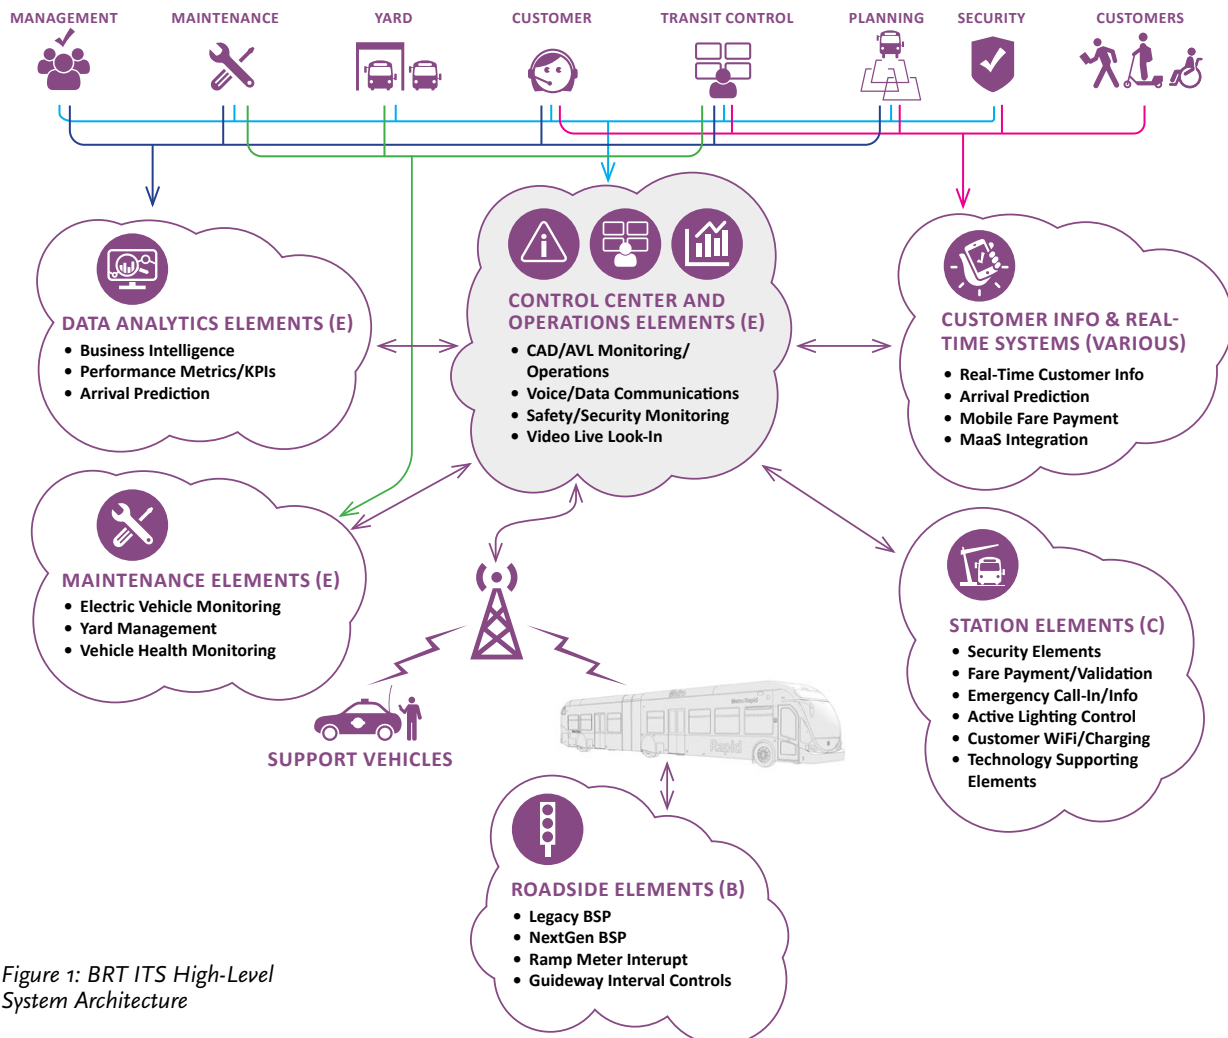 MANAGEMENT
MAINTENANCE
YARD
CUSTOMER
TRANSIT CONTROL
PLANNING
SECURITY
CUSTOMERS
DATA ANALYTICS ELEMENTS (E)
• Business Intelligence
• Performance Metrics/KPIs
• Arrival Prediction
CONTROL CENTER AND
OPERATIONS ELEMENTS (E)
• CAD/AVL Monitoring/
Operations
• Voice/Data Communications
• Safety/Security Monitoring
• Video Live Look-In
CUSTOMER INFO & REAL-
TIME SYSTEMS (VARIOUS)
• Real-Time Customer Info
• Arrival Prediction
• Mobile Fare Payment
• MaaS Integration
MAINTENANCE ELEMENTS (E)
• Electric Vehicle Monitoring
• Yard Management
• Vehicle Health Monitoring
STATION ELEMENTS (C)
• Security Elements
• Fare Payment/Validation
• Emergency Call-In/Info
• Active Lighting Control
• Customer WiFi/Charging
• Technology Supporting
Elements
SUPPORT VEHICLES
Metro Rapid
Rapid
ROADSIDE ELEMENTS (B)
• Legacy BSP
• NextGen BSP
• Ramp Meter Interupt
• Guideway Interval Controls
Figure 1: BRT ITS High-Level
System Architecture